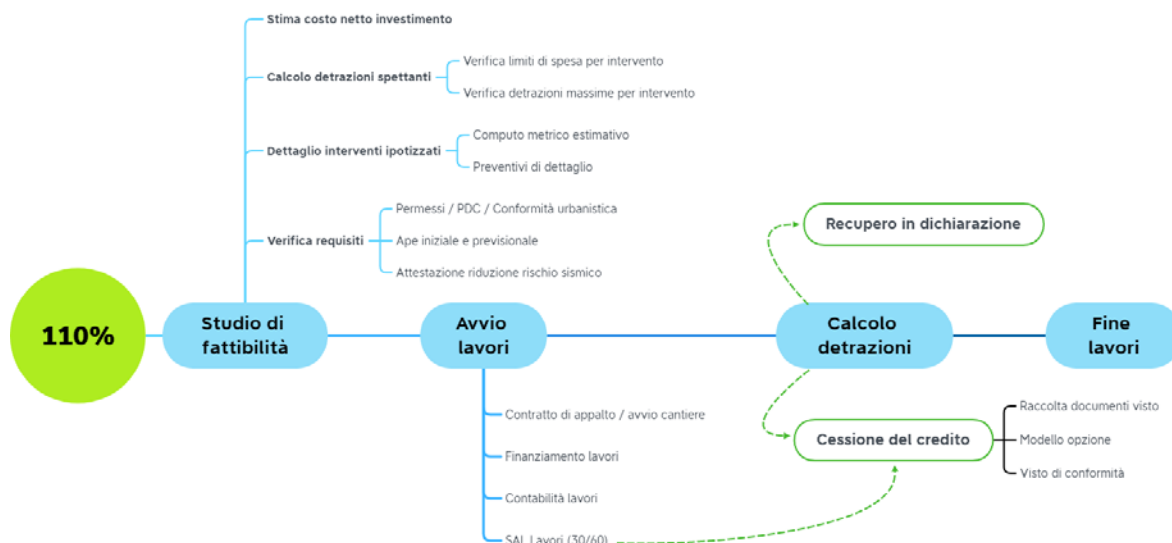 Stima costo netto investimento
Calcolo detrazioni spettanti
Verifica limiti di spesa per intervento
Verifica detrazioni massime per intervento
Dettaglio interventi ipotizzati
Computo metrico estimativo
Preventivi di dettaglio
Verifica requisiti
Permessi / PDC / Conformità urbanistica
Ape iniziale e previsionale
Attestazione riduzione rischio sismico
110%
Studio di
fattibilità
Avvio
lavori
Calcolo
detrazioni
Fine
lavori
Recupero in dichiarazione
Contratto di appalto / avvio cantiere
Finanziamento lavori
Contabilità lavori
SAL Lavori (30/60)
Cessione del credito
Raccolta documenti visto
Modello opzione
Visto di conformità